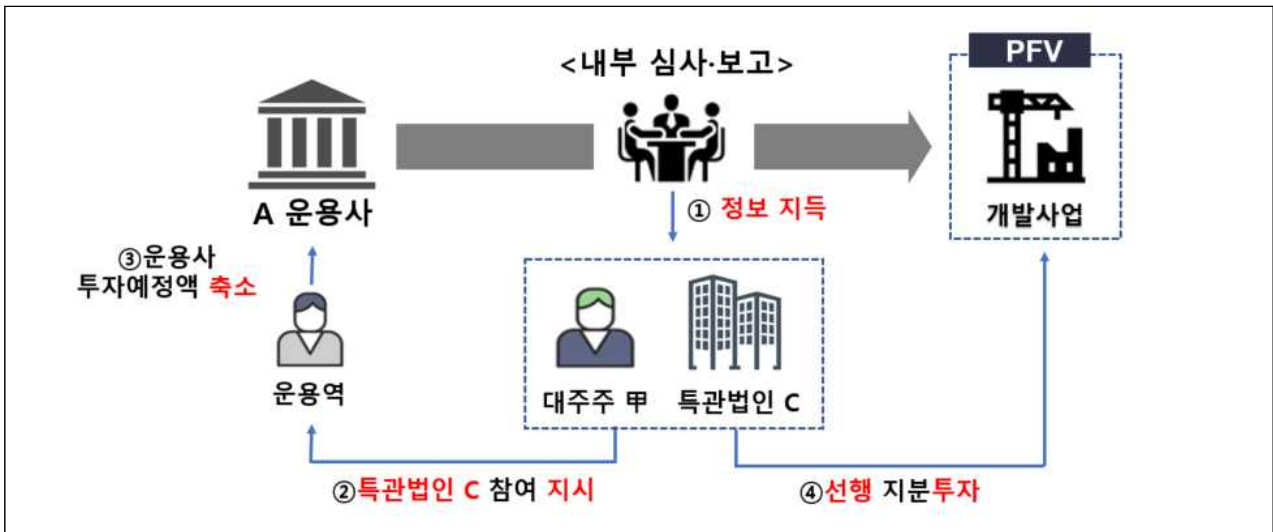 <내부 심사·보고>
PFV
A 운용사
① 정보 지득
개발사업
③운용사
투자예정액 축소
운용역
대주주 甲
특관법인 C
②특관법인 C 참여 지시
④선행 지분투자